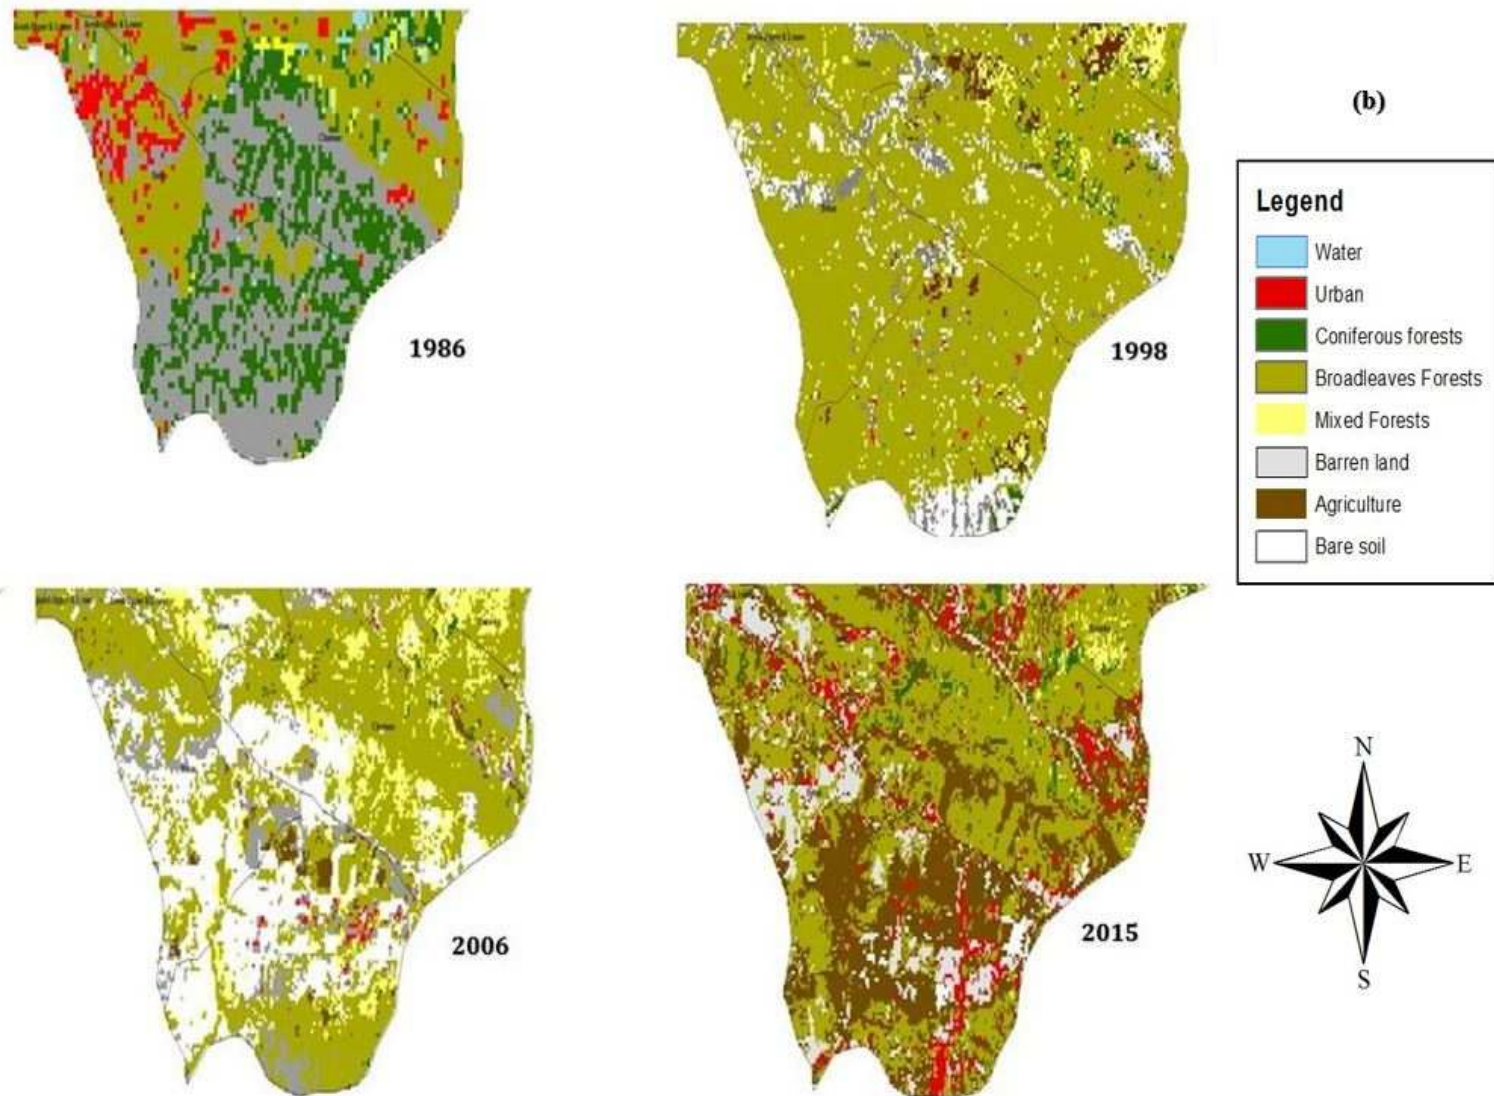 (b)
1986
1998
Legend
Water
Urban
Coniferous forests
Broadleaves Forests
Mixed Forests
Barren land
Agriculture
Bare soil
2006
2015
N
W
E
S